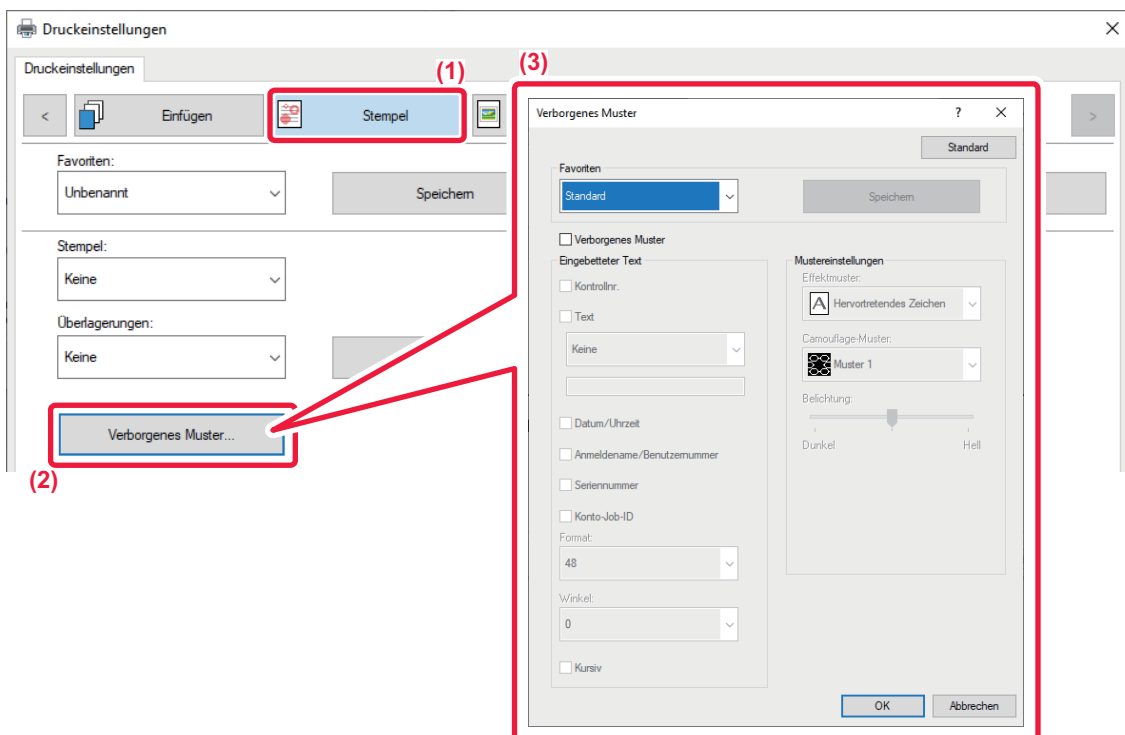 Druckeinstellungen
Druckeinstellungen
(1)
(3)
<
Einfügen
Stempel
>
Favoriten:
Unbenannt
Speichern
Stempel:
Keine
Überlagerungen:
Keine
Verborgenes Muster...
(2)
Verborgenes Muster
?
Standard
Favoriten
Standard
Speichern
Verborgenes Muster
Eingebetteter Text
Kontrollnr.
Text
Keine
Datum/Uhrzeit
Anmeldename/Benutzernummer
Seriennummer
Konto-Job-ID
Format:
48
Winkel:
0
Kursiv
Mustereinstellungen
Effektmuster:
A Hervortretendes Zeichen
Camouflage-Muster:
Muster 1
Belichtung:
Dunkel Hell
OK Abbrechen